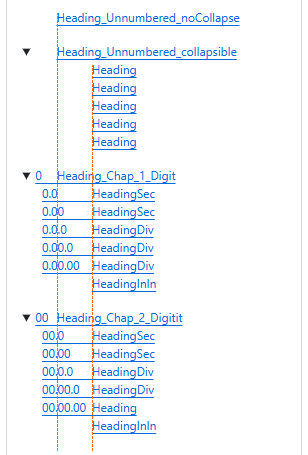 Heading_Unnumbered_noCollapse
Heading_Unnumbered_collapsible
Heading
Heading
Heading
Heading
Heading
0 Heading_Chap_1_Digit
0.0 HeadingSec
0.00 HeadingSec
0.0.0 HeadingDiv
0.00.0 HeadingDiv
0.00.00 HeadingDiv
HeadingInIn
00 Heading_Chap_2_Digitit
00.0 HeadingSec
00.00 HeadingSec
00.0.0 HeadingDiv
00.00.0 HeadingDiv
00.00.00 Heading
HeadingInIn